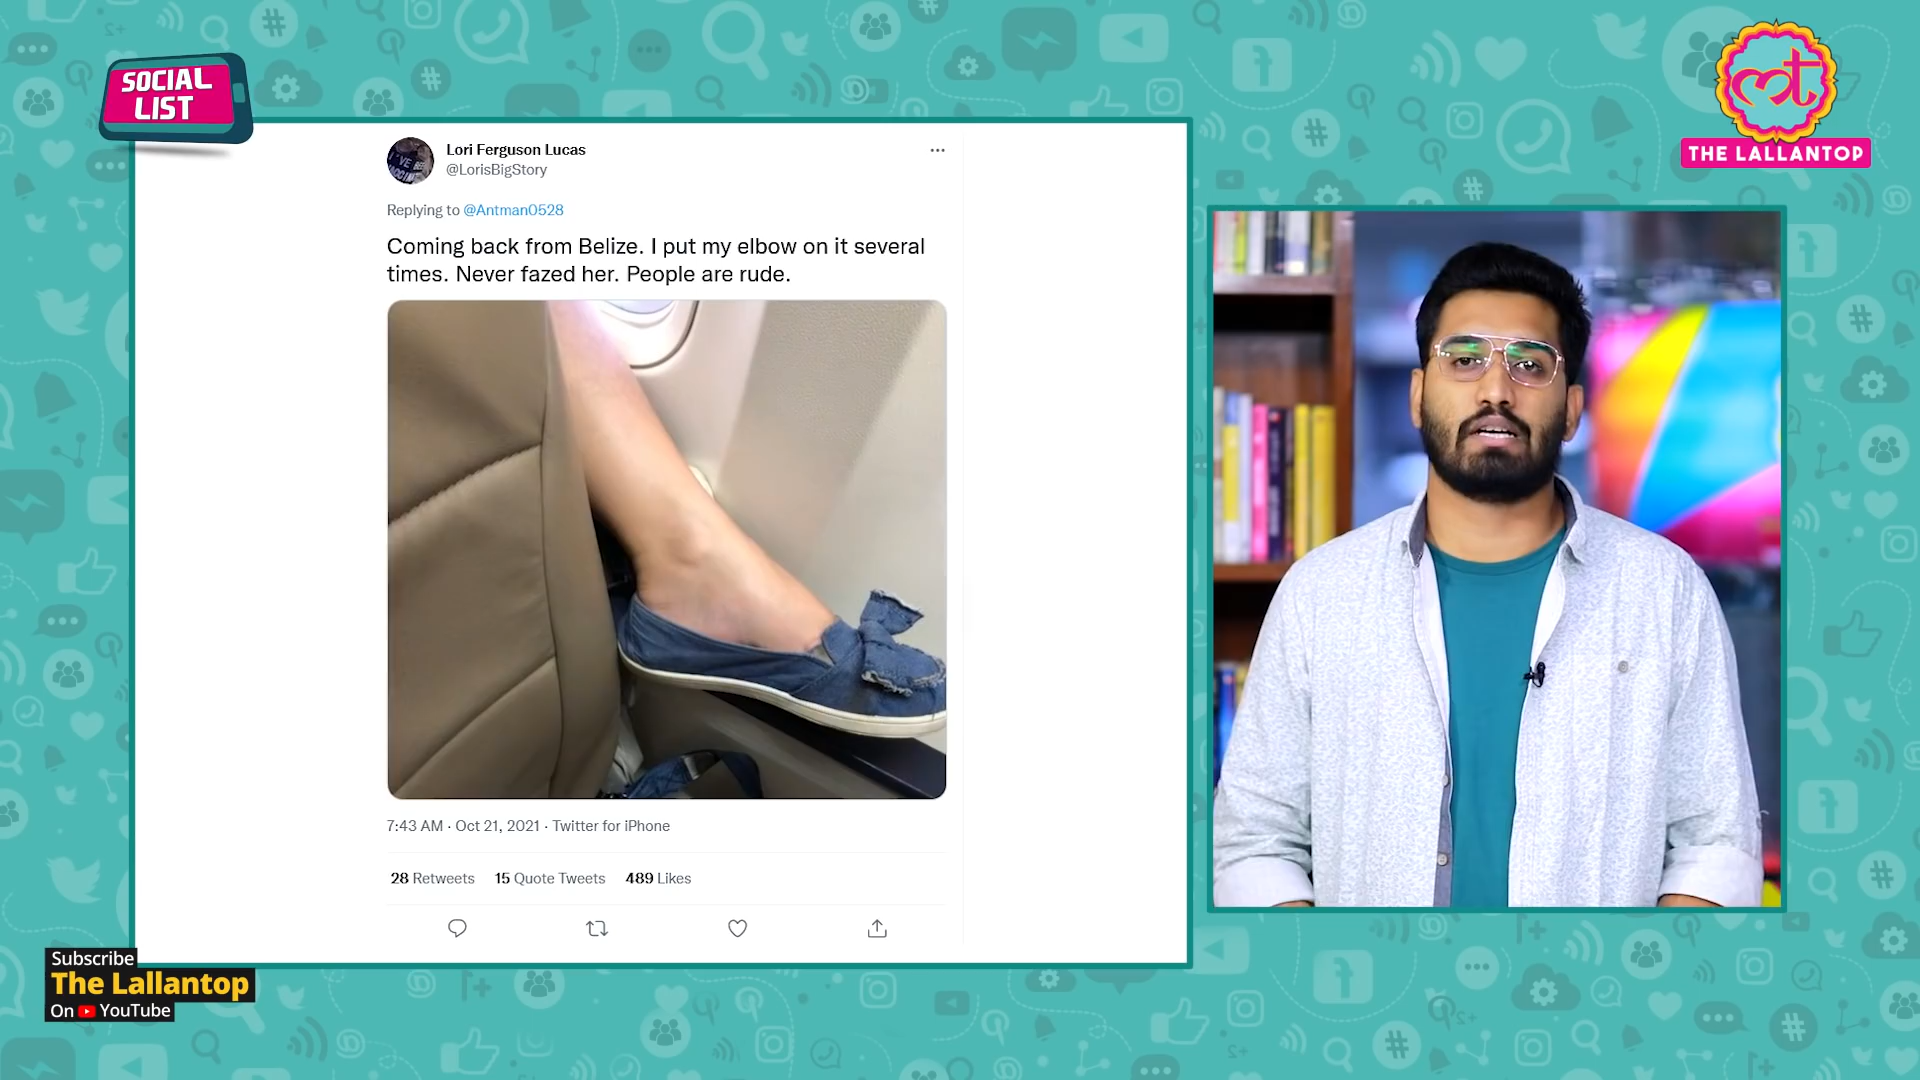 SOCIAL
LIST
THE LALLANTOP
Lori Ferguson Lucas
@LorisBigStory
Replying to @Antman0528
Coming back from Belize. I put my elbow on it several
times. Never fazed her. People are rude.
7:43 AM · Oct 21, 2021 · Twitter for iPhone
28 Retweets 15 Quote Tweets 489 Likes
Subscribe
The Lallantop
On YouTube